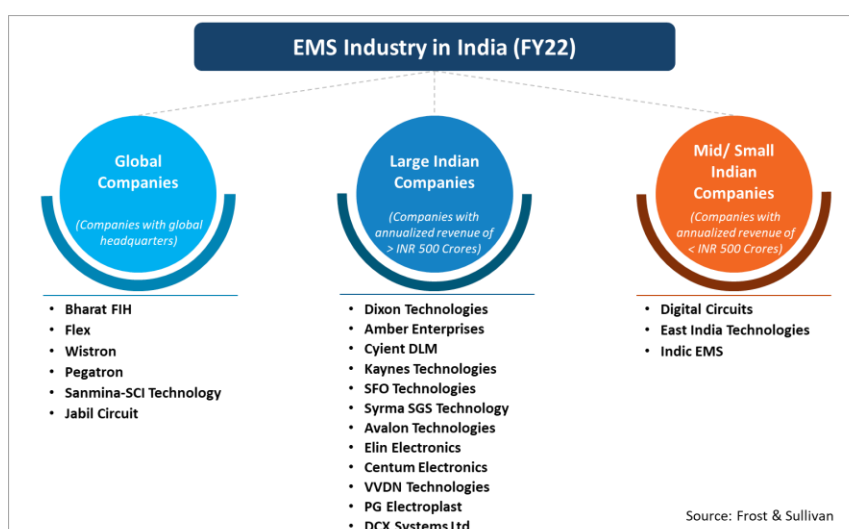 EMS Industry in India (FY22)
Global
Companies
(Companies with global
headquarters)
• Bharat FIH
• Flex
• Wistron
• Pegatron
• Sanmina-SCI Technology
• Jabil Circuit
Large Indian
Companies
(Companies with
annualized revenue of
> INR 500 Crores)
• Dixon Technologies
• Amber Enterprises
• Cyient DLM
• Kaynes Technologies
• SFO Technologies
• Syrma SGS Technology
• Avalon Technologies
• Elin Electronics
• Centum Electronics
• VVDN Technologies
• PG Electroplast
• DCX Systems Ltd
Mid/ Small
Indian
Companies
(Companies with
annualized revenue of
< INR 500 Crores)
• Digital Circuits
• East India Technologies
• Indic EMS
Source: Frost & Sullivan